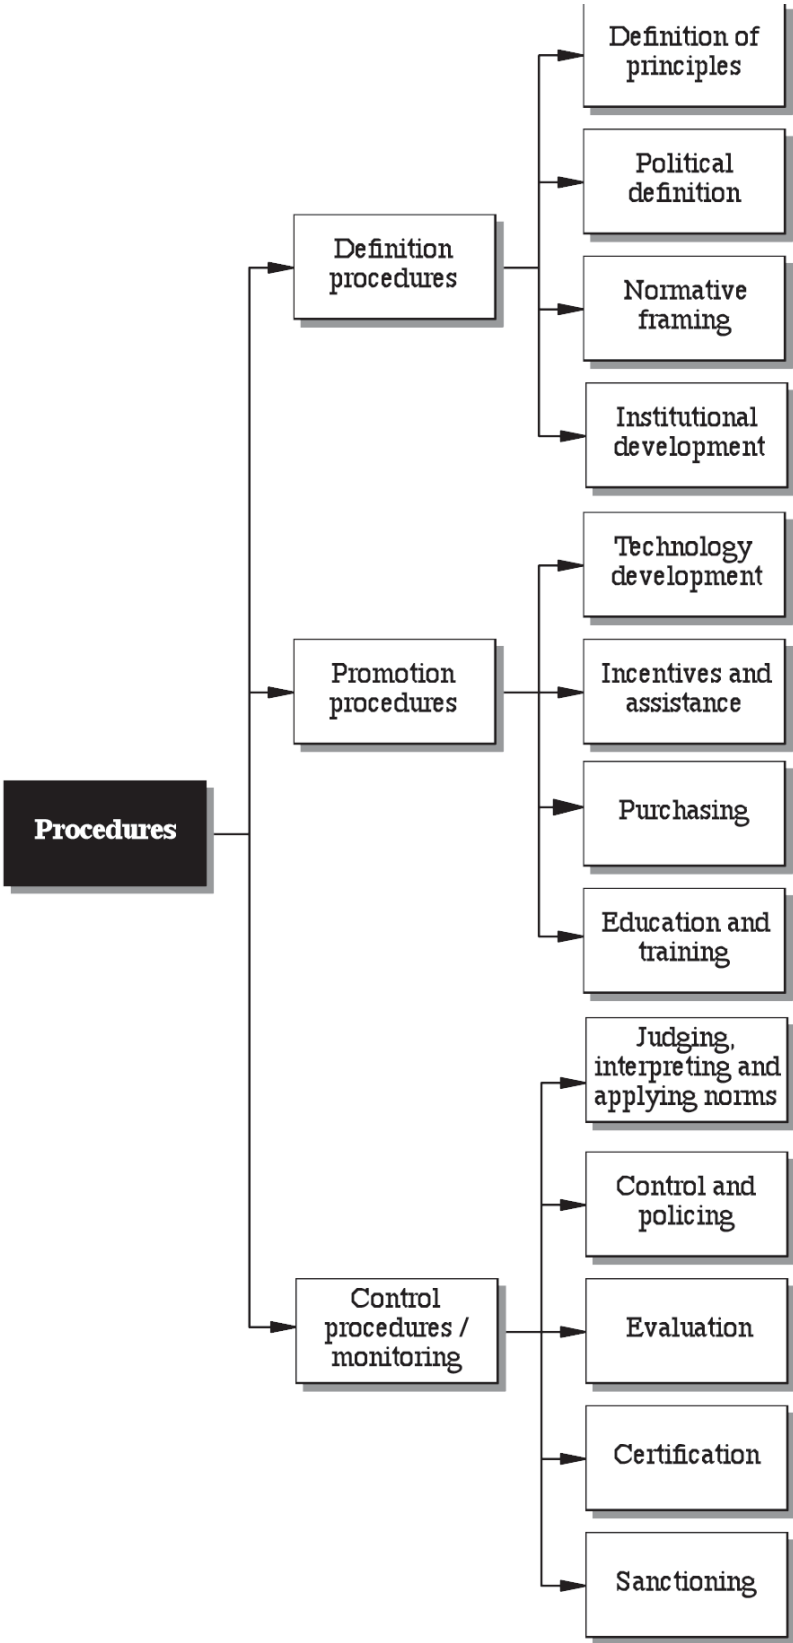 Definition of
principles
Political
definition
Definition
procedures
Normative
framing
Institutional
development
Technology
development
Promotion
procedures
Incentives and
assistance
Purchasing
Procedures
Education and
training
Judging,
interpreting and
applying norms
Control and
policing
Control
procedures /
monitoring
Evaluation
Certification
Sanctioning